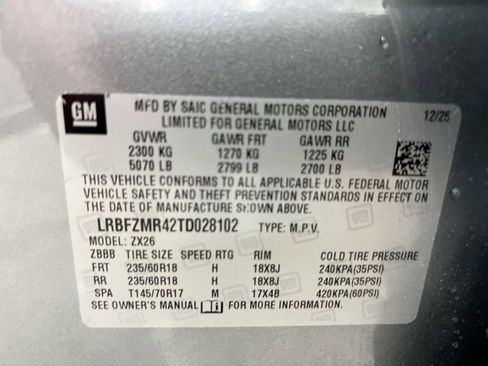 GM
MFD BY SAIC GENERAL MOTORS CORPORATION
LIMITED FOR GENERAL MOTORS LLC
12/25
GVWR GAWR FRT GAWR RR
2300 KG 1270 KG 1225 KG
5070 LB 2799 LB 2700 LB
THIS VEHICLE CONFORMS TO ALL APPLICABLE U.S. FEDERAL MOTOR
VEHICLE SAFETY AND THEFT PREVENTION STANDARDS IN EFFECT ON
THE DATE OF MANUFACTURE SHOWN ABOVE.
LRBFZMR42TD028102 TYPE: M.P.V.
MODEL: ZX26
ZBBB TIRE SIZE SPEED RTG RIM COLD TIRE PRESSURE
FRT 235/60R18 H 18X8J 240KPA(35PSI)
RR 235/60R18 H 18X8J 240KPA(35PSI)
SPA T145/70R17 M 17X4B 420KPA(60PSI)
SEE OWNER'S MANUAL FOR MORE INFORMATION.